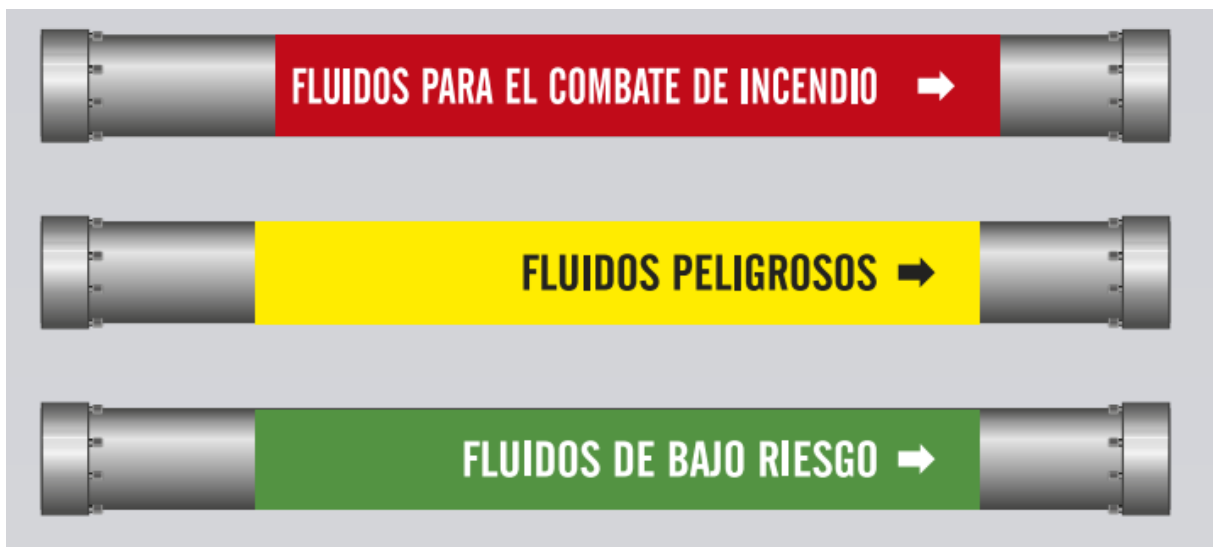 FLUIDOS PARA EL COMBATE DE INCENDIO ➡
FLUIDOS PELIGROSOS ➡
FLUIDOS DE BAJO RIESGO ➡